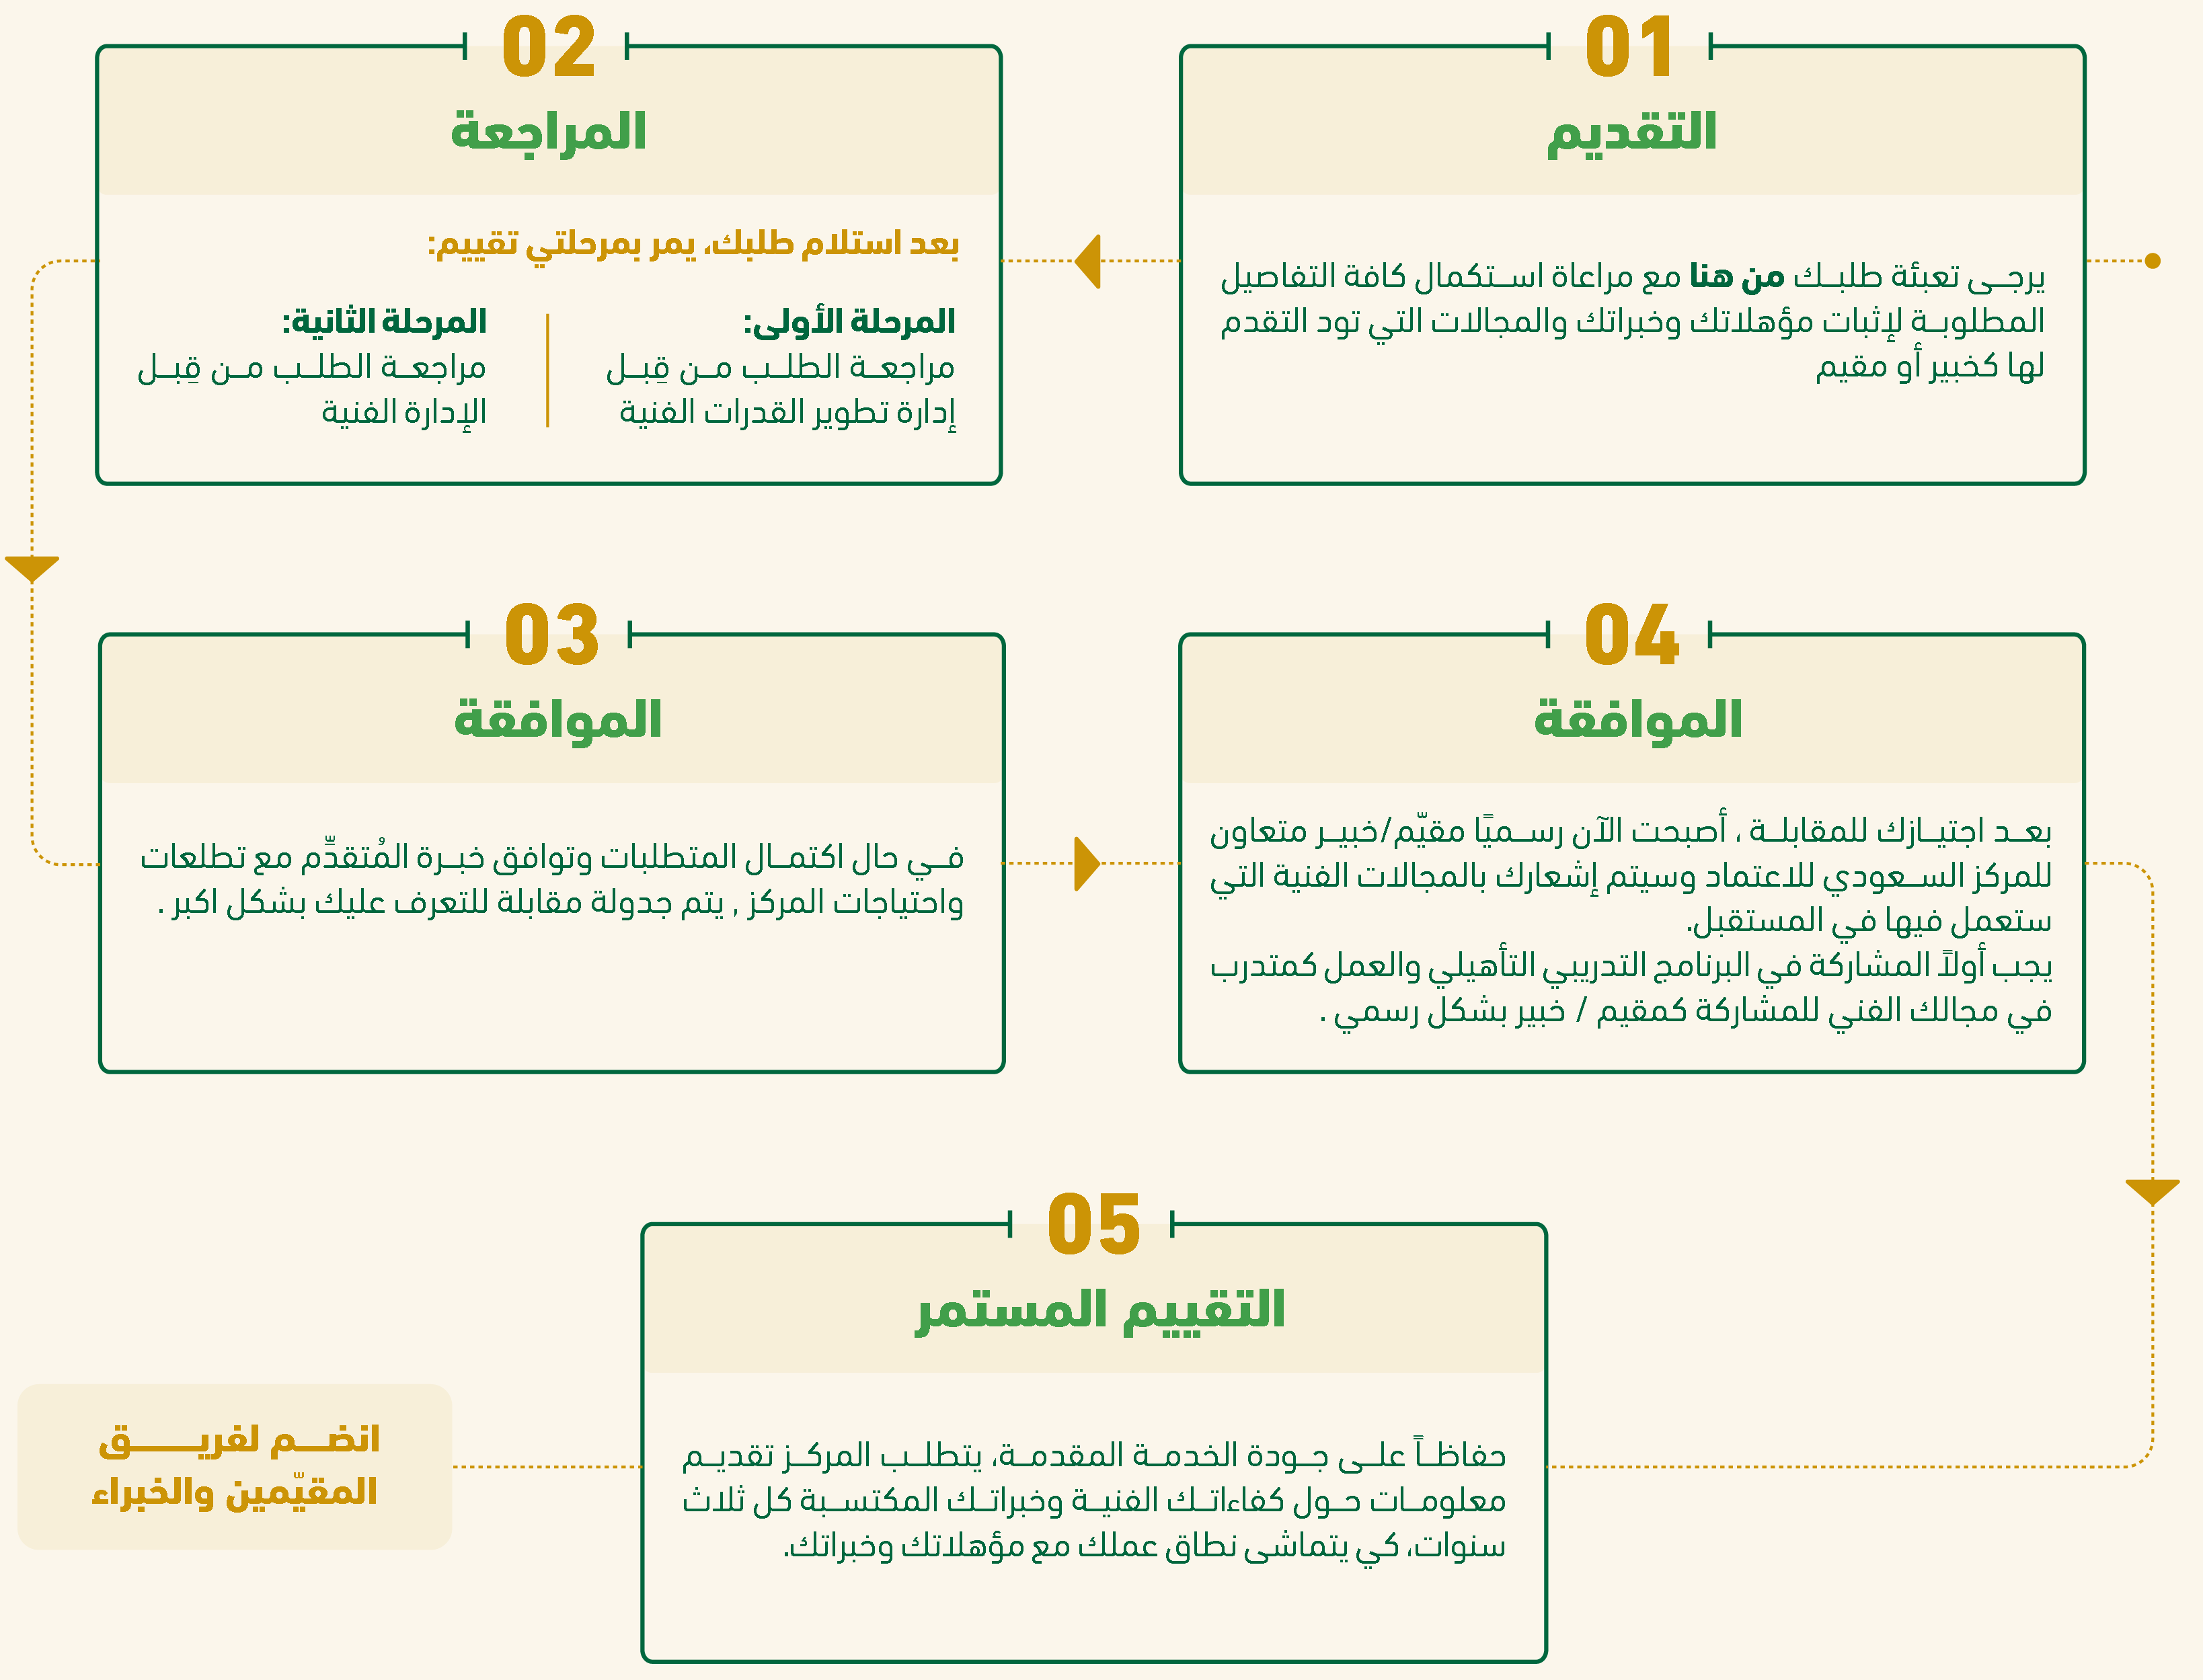 01
التقديم
يرجى تعبئة طلبك من هنا مع مراعاة استكمال كافة التفاصيل
المطلوبة لإثبات مؤهلاتك وخبراتك والمجالات التي تود التقدم
لها كخبير أو مقيم
02
المراجعة
بعد استلام طلبك، يمر بمرحلتي تقييم:
المرحلة الأولى:
مراجعة الطلب من قِبل
إدارة تطوير القدرات الفنية
المرحلة الثانية:
مراجعة الطلب من قِبل
الإدارة الفنية
03
الموافقة
في حال اكتمال المتطلبات وتوافق خبرة المُتقدِّم مع تطلعات
واحتياجات المركز , يتم جدولة مقابلة للتعرف عليك بشكل اكبر .
04
الموافقة
بعد اجتيازك للمقابلة ، أصبحت الآن رسميًا مقيّم/خبير متعاون
للمركز السعودي للاعتماد وسيتم إشعارك بالمجالات الفنية التي
ستعمل فيها في المستقبل.
يجب أولاً المشاركة في البرنامج التدريبي التأهيلي والعمل كمتدرب
في مجالك الفني للمشاركة كمقيم / خبير بشكل رسمي .
05
التقييم المستمر
حفاظاً على جودة الخدمة المقدمة، يتطلب المركز تقديم
معلومات حول كفاءاتك الفنية وخبراتك المكتسبة كل ثلاث
سنوات، كي يتماشى نطاق عملك مع مؤهلاتك وخبراتك.
انضم لفريق
المقيّمين والخبراء